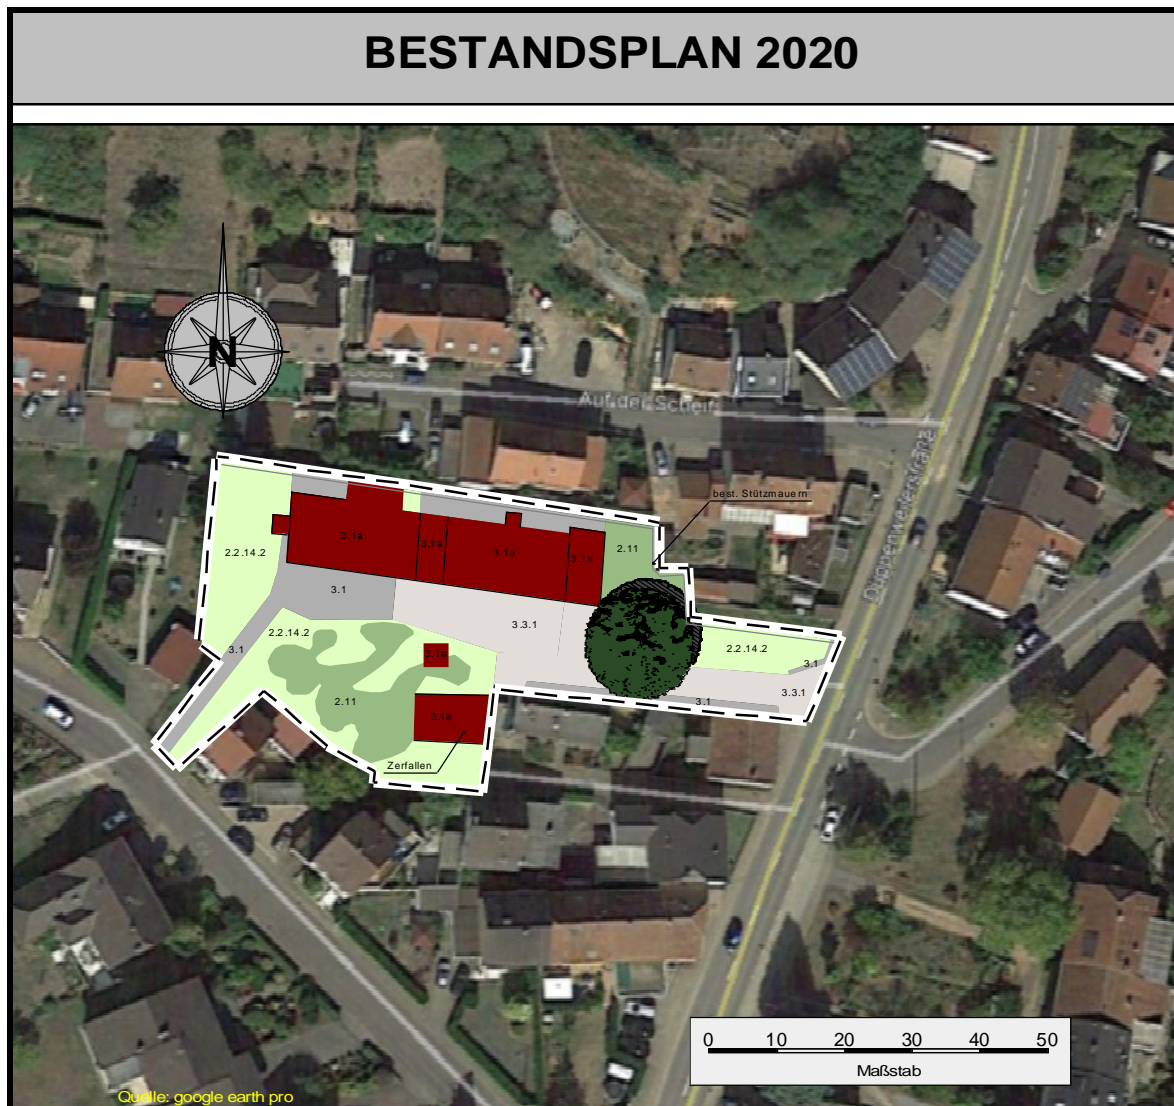 BESTANDSPLAN 2020
N
Auf der Scheif
Düppenweilerstraße
best. Stützmauern
3.1a
3.1a
3.1a
3.1a
2.11
2.2.14.2
3.1
3.3.1
2.2.14.2
3.1
3.1a
2.2.14.2
3.1
3.3.1
3.1
2.11
3.1a
Zerfallen
0 10 20 30 40 50
Maßstab
Quelle: google earth pro